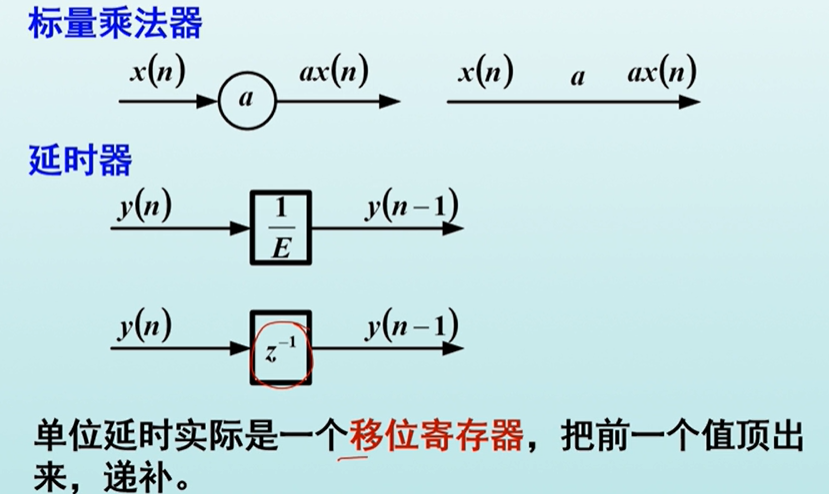 标量乘法器
x(n) a ax(n) x(n) a ax(n)
延时器
y(n) 1/E y(n−1)
y(n) z⁻¹ y(n−1)
单位延时实际是一个移位寄存器，把前一个值顶出
来，递补。